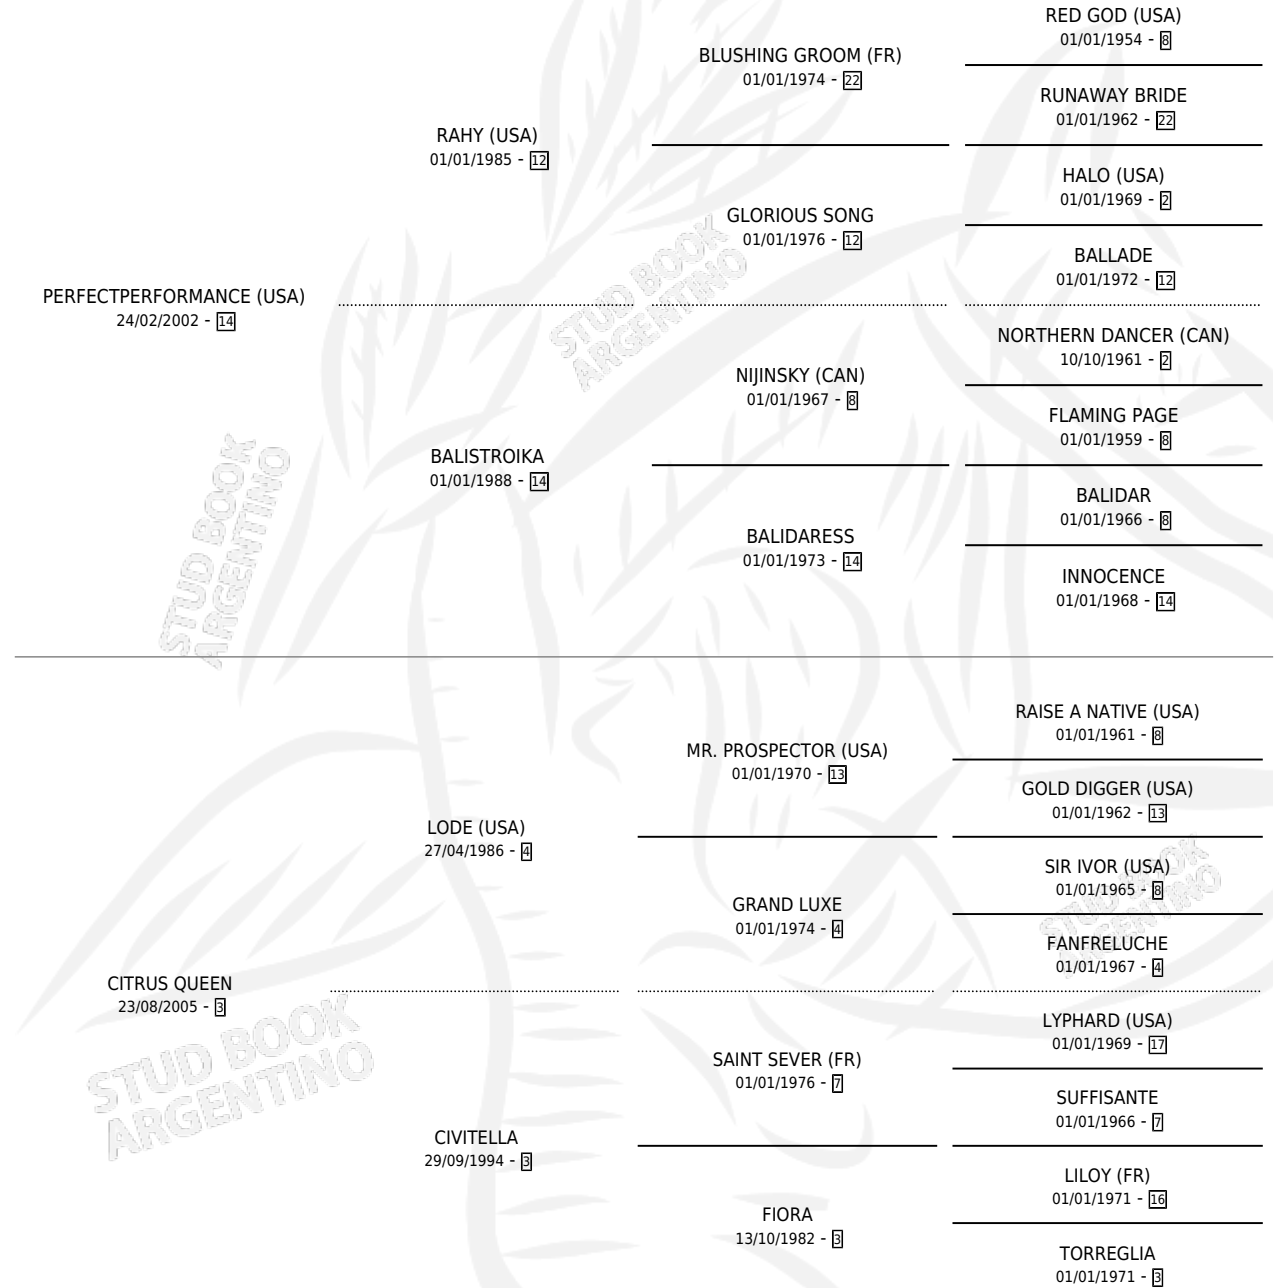 RED GOD (USA)
01/01/1954 - 8
BLUSHING GROOM (FR)
01/01/1974 - 22
RUNAWAY BRIDE
01/01/1962 - 22
RAHY (USA)
01/01/1985 - 12
HALO (USA)
01/01/1969 - 2
GLORIOUS SONG
01/01/1976 - 12
BALLADE
01/01/1972 - 12
PERFECTPERFORMANCE (USA)
24/02/2002 - 14
NORTHERN DANCER (CAN)
10/10/1961 - 2
NIJINSKY (CAN)
01/01/1967 - 8
FLAMING PAGE
01/01/1959 - 8
BALISTROIKA
01/01/1988 - 14
BALIDAR
01/01/1966 - 8
BALIDARESS
01/01/1973 - 14
INNOCENCE
01/01/1968 - 14
RAISE A NATIVE (USA)
01/01/1961 - 8
MR. PROSPECTOR (USA)
01/01/1970 - 13
GOLD DIGGER (USA)
01/01/1962 - 13
LODE (USA)
27/04/1986 - 4
SIR IVOR (USA)
01/01/1965 - 8
GRAND LUXE
01/01/1974 - 4
FANFRELUCHE
01/01/1967 - 4
CITRUS QUEEN
23/08/2005 - 3
LYPHARD (USA)
01/01/1969 - 17
SAINT SEVER (FR)
01/01/1976 - 7
SUFFISANTE
01/01/1966 - 7
CIVITELLA
29/09/1994 - 3
LILOY (FR)
01/01/1971 - 16
FIORA
13/10/1982 - 3
TORREGLIA
01/01/1971 - 3
STUD BOOK
ARGENTINO
STUD BOOK
ARGENTINO
STUD BOOK
ARGENTINO
STUD BOOK
ARGENTINO